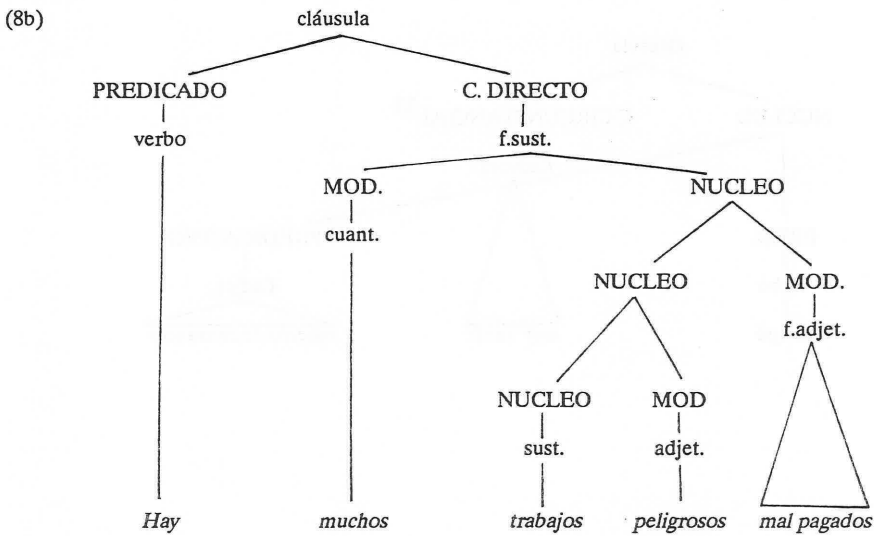 (8b)
cláusula
PREDICADO C. DIRECTO
verbo f.sust.
MOD. NUCLEO
cuant.
NUCLEO MOD.
f.adjet.
NUCLEO MOD
sust. adjet.
Hay muchos trabajos peligrosos mal pagados